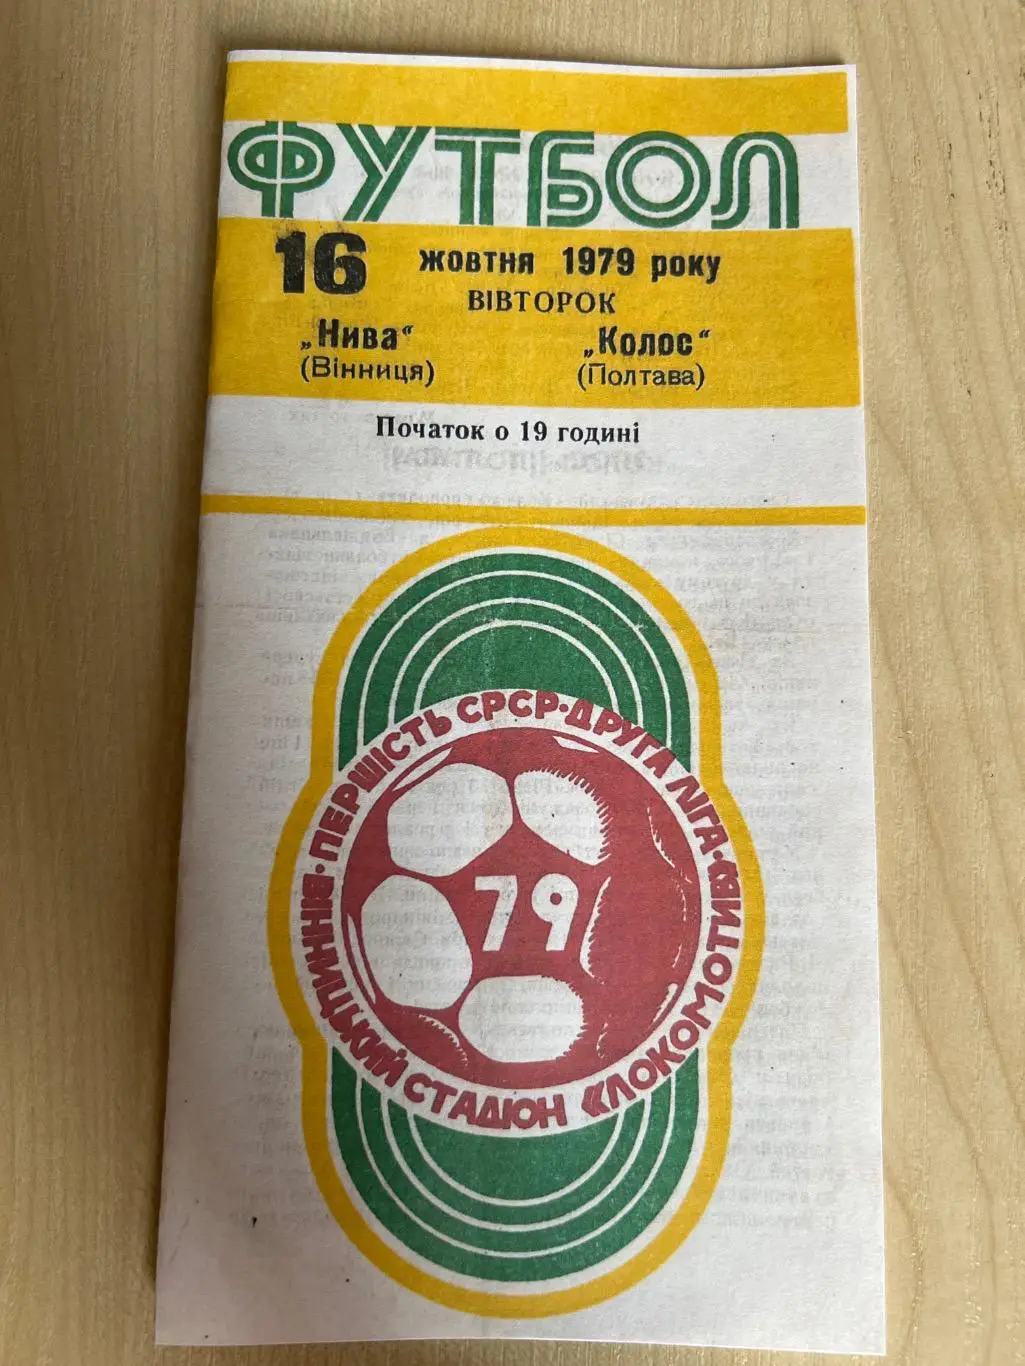 ФУТБОЛ
16 жовтня 1979 року
ВІВТОРОК
„Нива“ „Колос“
(Вінниця) (Полтава)
Початок о 19 годині
ПЕРШІСТЬ СРСР·ДРУГА ЛІГА·
ВІННИЦЬКИЙ СТАДІОН «ЛОКОМОТИВ»·
79